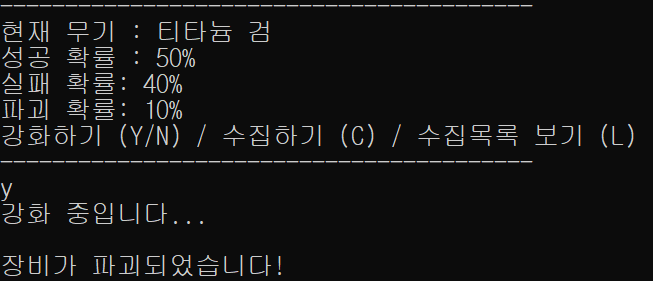 -----------------------------------------
현재 무기 : 티타늄 검
성공 확률 : 50%
실패 확률: 40%
파괴 확률: 10%
강화하기 (Y/N) / 수집하기 (C) / 수집목록 보기 (L)
-----------------------------------------
y
강화 중입니다...
장비가 파괴되었습니다!